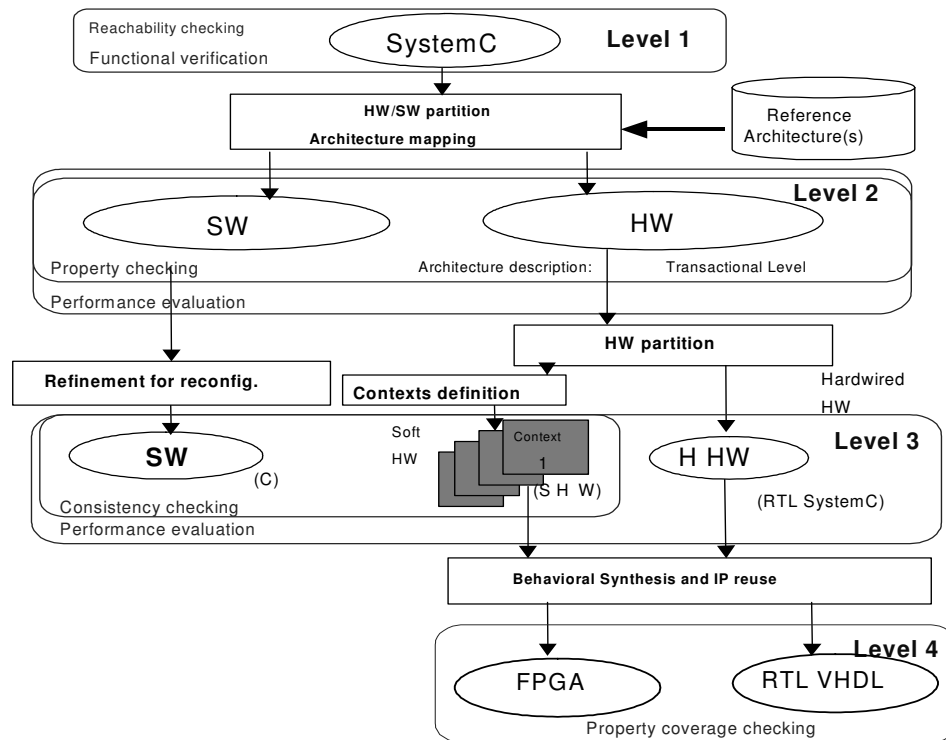 Reachability checking
Functional verification
SystemC
Level 1
HW/SW partition
Architecture mapping
Reference
Architecture(s)
Level 2
SW
HW
Property checking
Architecture description:
Transactional Level
Performance evaluation
HW partition
Refinement for reconfig.
Contexts definition
Hardwired
HW
Level 3
SW
(C)
Soft
HW
Context
1
(S H W)
H HW
(RTL SystemC)
Consistency checking
Performance evaluation
Behavioral Synthesis and IP reuse
Level 4
FPGA
RTL VHDL
Property coverage checking